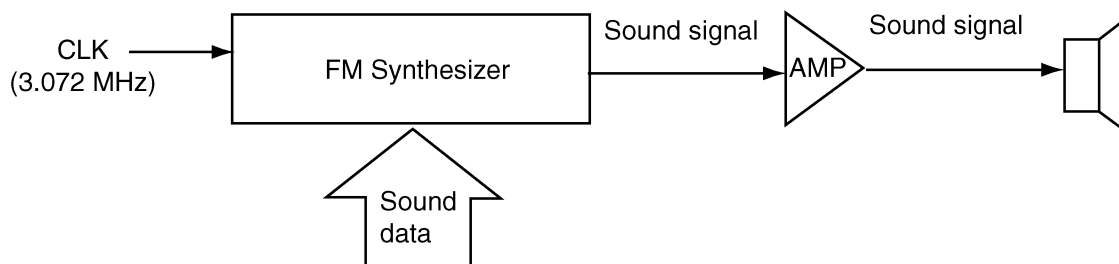 CLK
(3.072 MHz)
FM Synthesizer
Sound signal
AMP
Sound signal
Sound
data